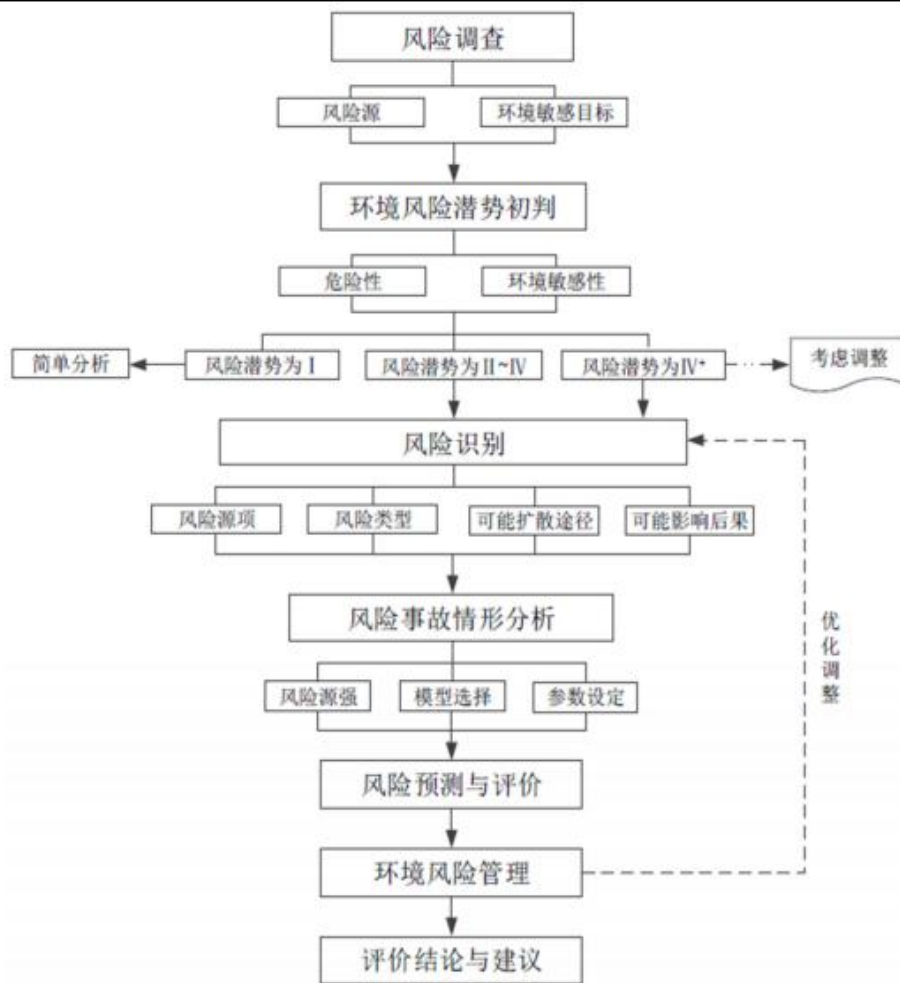 风险调查
风险源
环境敏感目标
环境风险潜势初判
危险性
环境敏感性
简单分析
风险潜势为Ⅰ
风险潜势为Ⅱ~Ⅳ
风险潜势为Ⅳ⁺
考虑调整
风险识别
风险源项
风险类型
可能扩散途径
可能影响后果
风险事故情形分析
优化调整
风险源强
模型选择
参数设定
风险预测与评价
环境风险管理
评价结论与建议